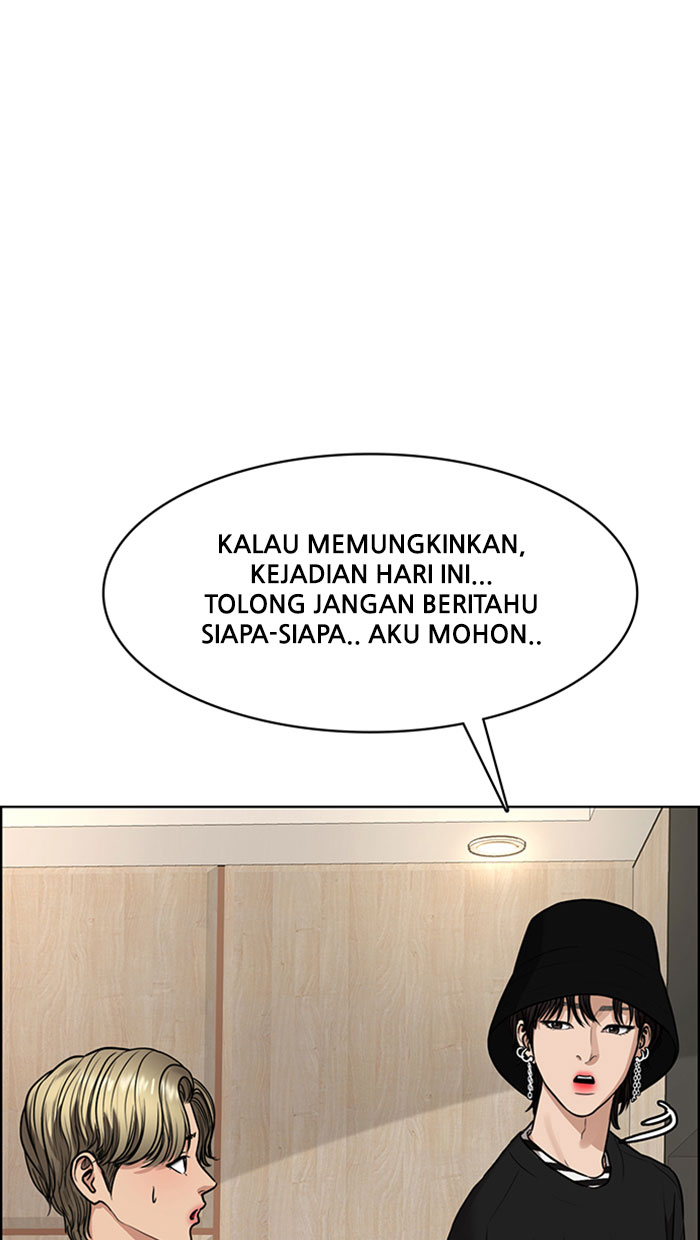 KALAU MEMUNGKINKAN,
KEJADIAN HARI INI...
TOLONG JANGAN BERITAHU
SIAPA-SIAPA.. AKU MOHON..